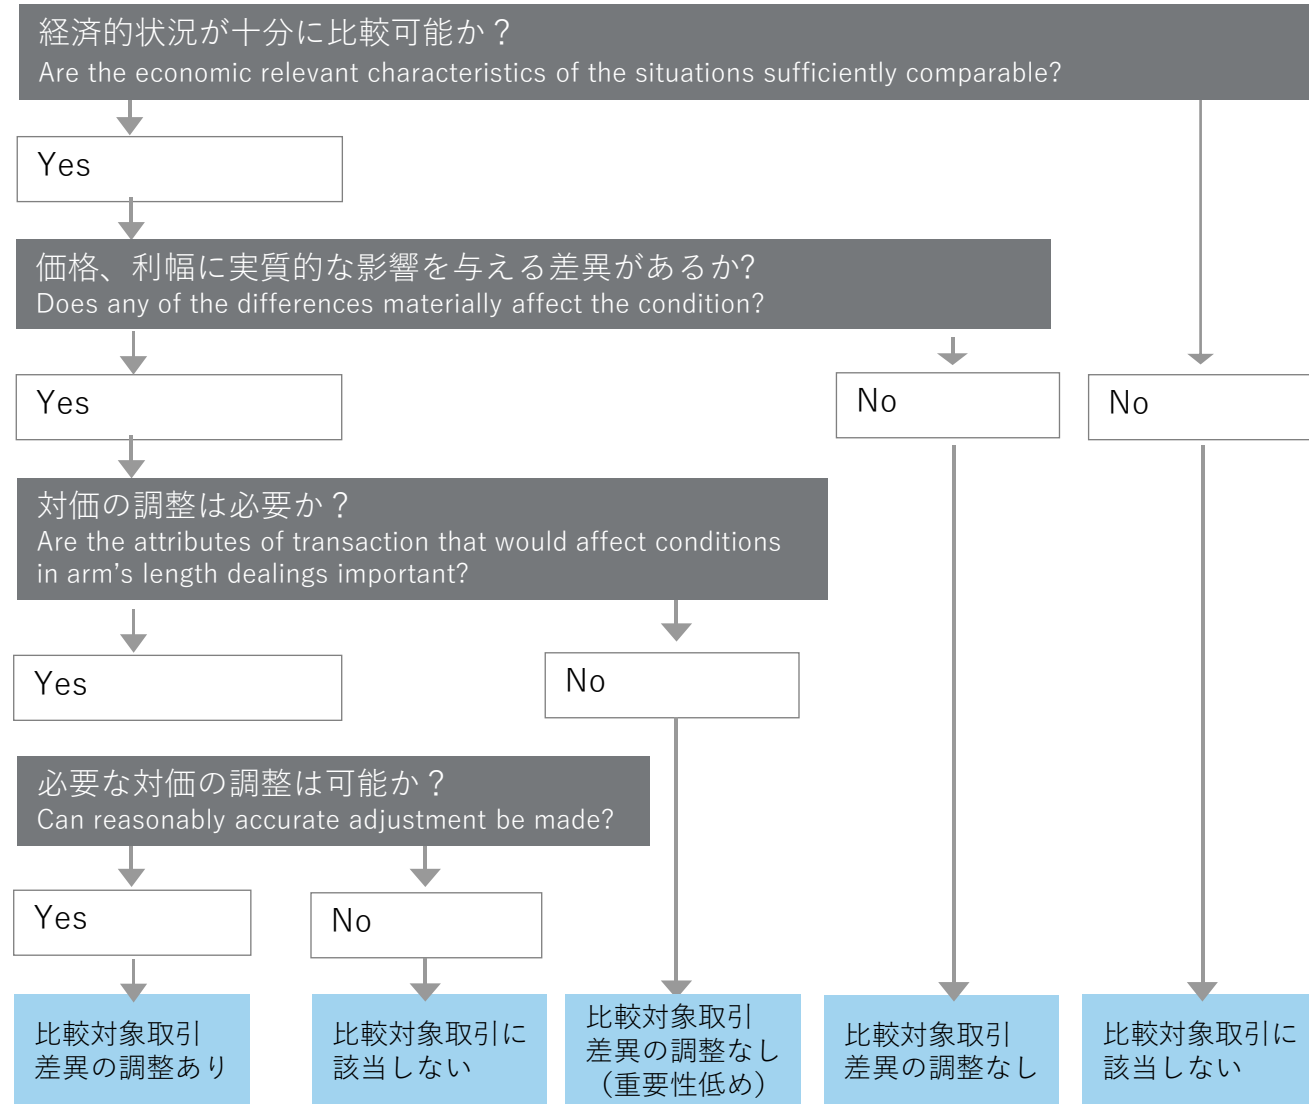 経済的状況が十分に比較可能か？
Are the economic relevant characteristics of the situations sufficiently comparable?
Yes
価格、利幅に実質的な影響を与える差異があるか?
Does any of the differences materially affect the condition?
Yes
No
No
対価の調整は必要か？
Are the attributes of transaction that would affect conditions
in arm’s length dealings important?
Yes
No
必要な対価の調整は可能か？
Can reasonably accurate adjustment be made?
Yes
No
比較対象取引
差異の調整あり
比較対象取引に
該当しない
比較対象取引
差異の調整なし
（重要性低め）
比較対象取引
差異の調整なし
比較対象取引に
該当しない